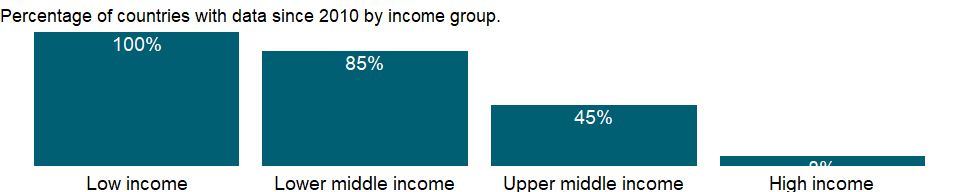 Percentage of countries with data since 2010 by income group.
100%
85%
45%
Low income
Lower middle income
Upper middle income
High income